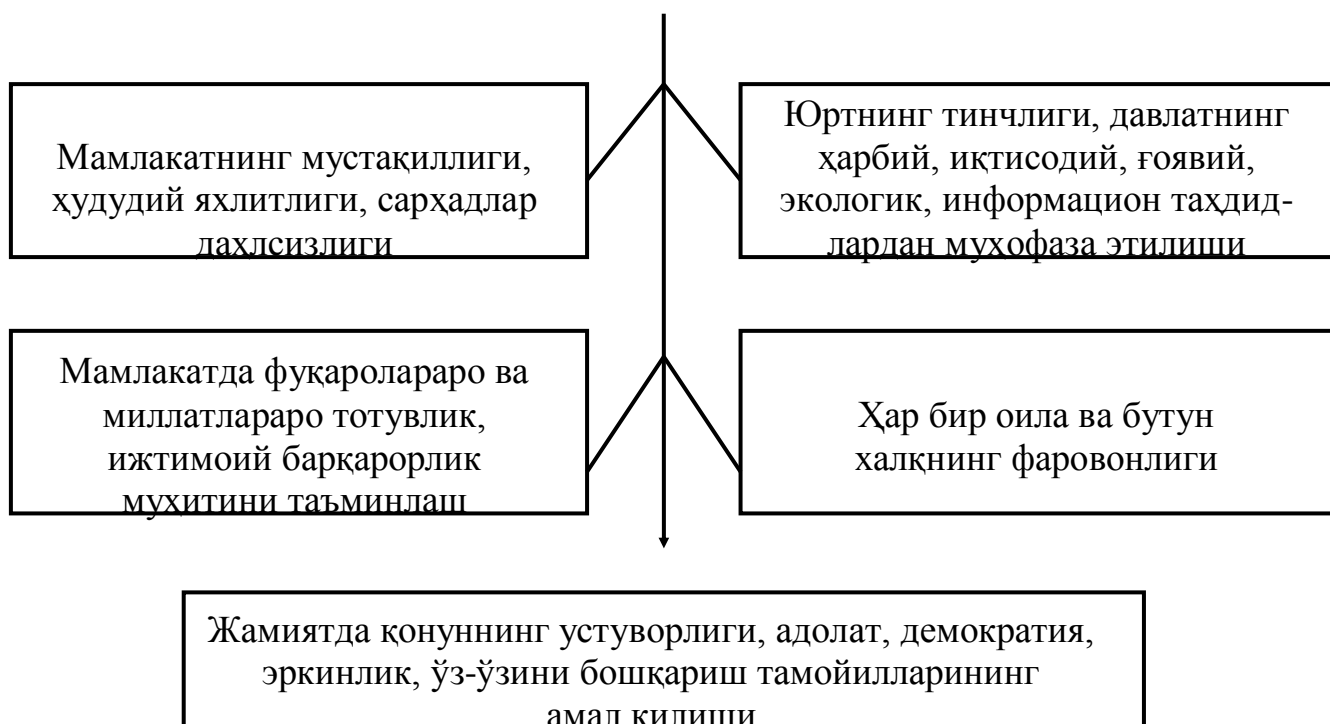 Мамлакатнинг мустақиллиги,
ҳудудий яхлитлиги, сарҳадлар
дахлсизлиги
Юртнинг тинчлиги, давлатнинг
ҳарбий, иқтисодий, ғоявий,
экологик, информацион таҳдид-
лардан муҳофаза этилиши
Мамлакатда фуқаролараро ва
миллатлараро тотувлик,
ижтимоий барқарорлик
муҳитини таъминлаш
Ҳар бир оила ва бутун
халқнинг фаровонлиги
Жамиятда қонуннинг устуворлиги, адолат, демократия,
эркинлик, ўз-ўзини бошқариш тамойилларининг
амал қилиши